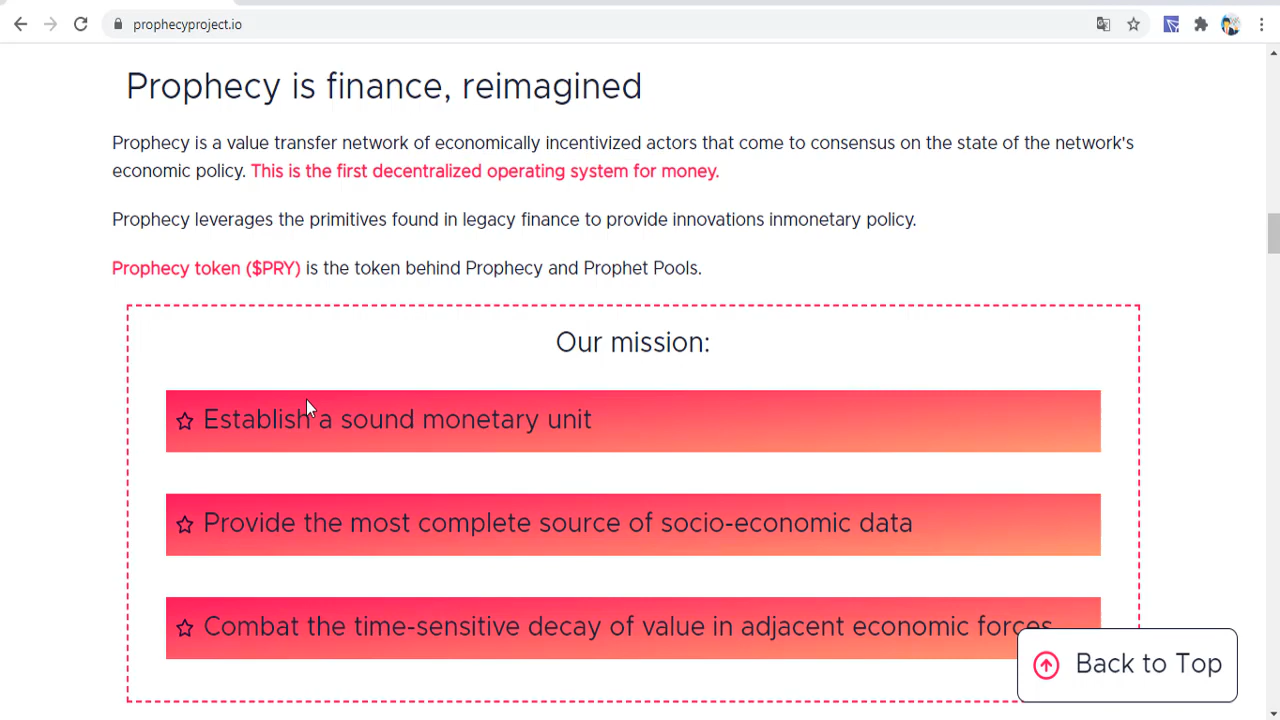 prophecyproject.io
Prophecy is finance, reimagined
Prophecy is a value transfer network of economically incentivized actors that come to consensus on the state of the network's
economic policy. This is the first decentralized operating system for money.
Prophecy leverages the primitives found in legacy finance to provide innovations inmonetary policy.
Prophecy token ($PRY) is the token behind Prophecy and Prophet Pools.
Our mission:
Establish a sound monetary unit
Provide the most complete source of socio-economic data
Combat the time-sensitive decay of value in adjacent economic forces
Back to Top